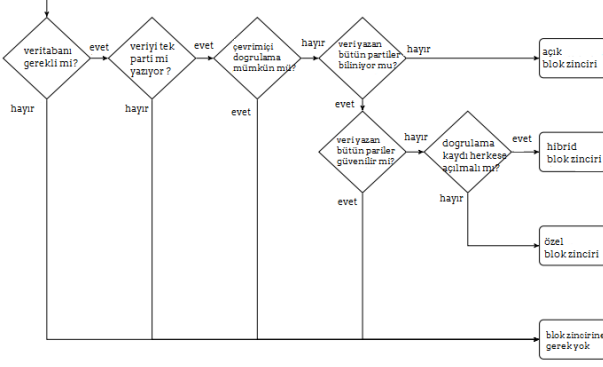 veritabanı
gerekli mi?
evet
hayır
veriyi tek
parti mi
yazıyor ?
evet
hayır
çevrimiçi
dogrulama
mümkün mü?
hayır
evet
veri yazan
bütün partiler
biliniyor mu?
hayır
evet
açık
blok zinciri
veri yazan
bütün pariler
güvenilir mi?
hayır
evet
dogrulama
kaydı herkese
açılmalı mı?
evet
hayır
hibrid
blok zinciri
özel
blok zinciri
blok zincirine
gerek yok